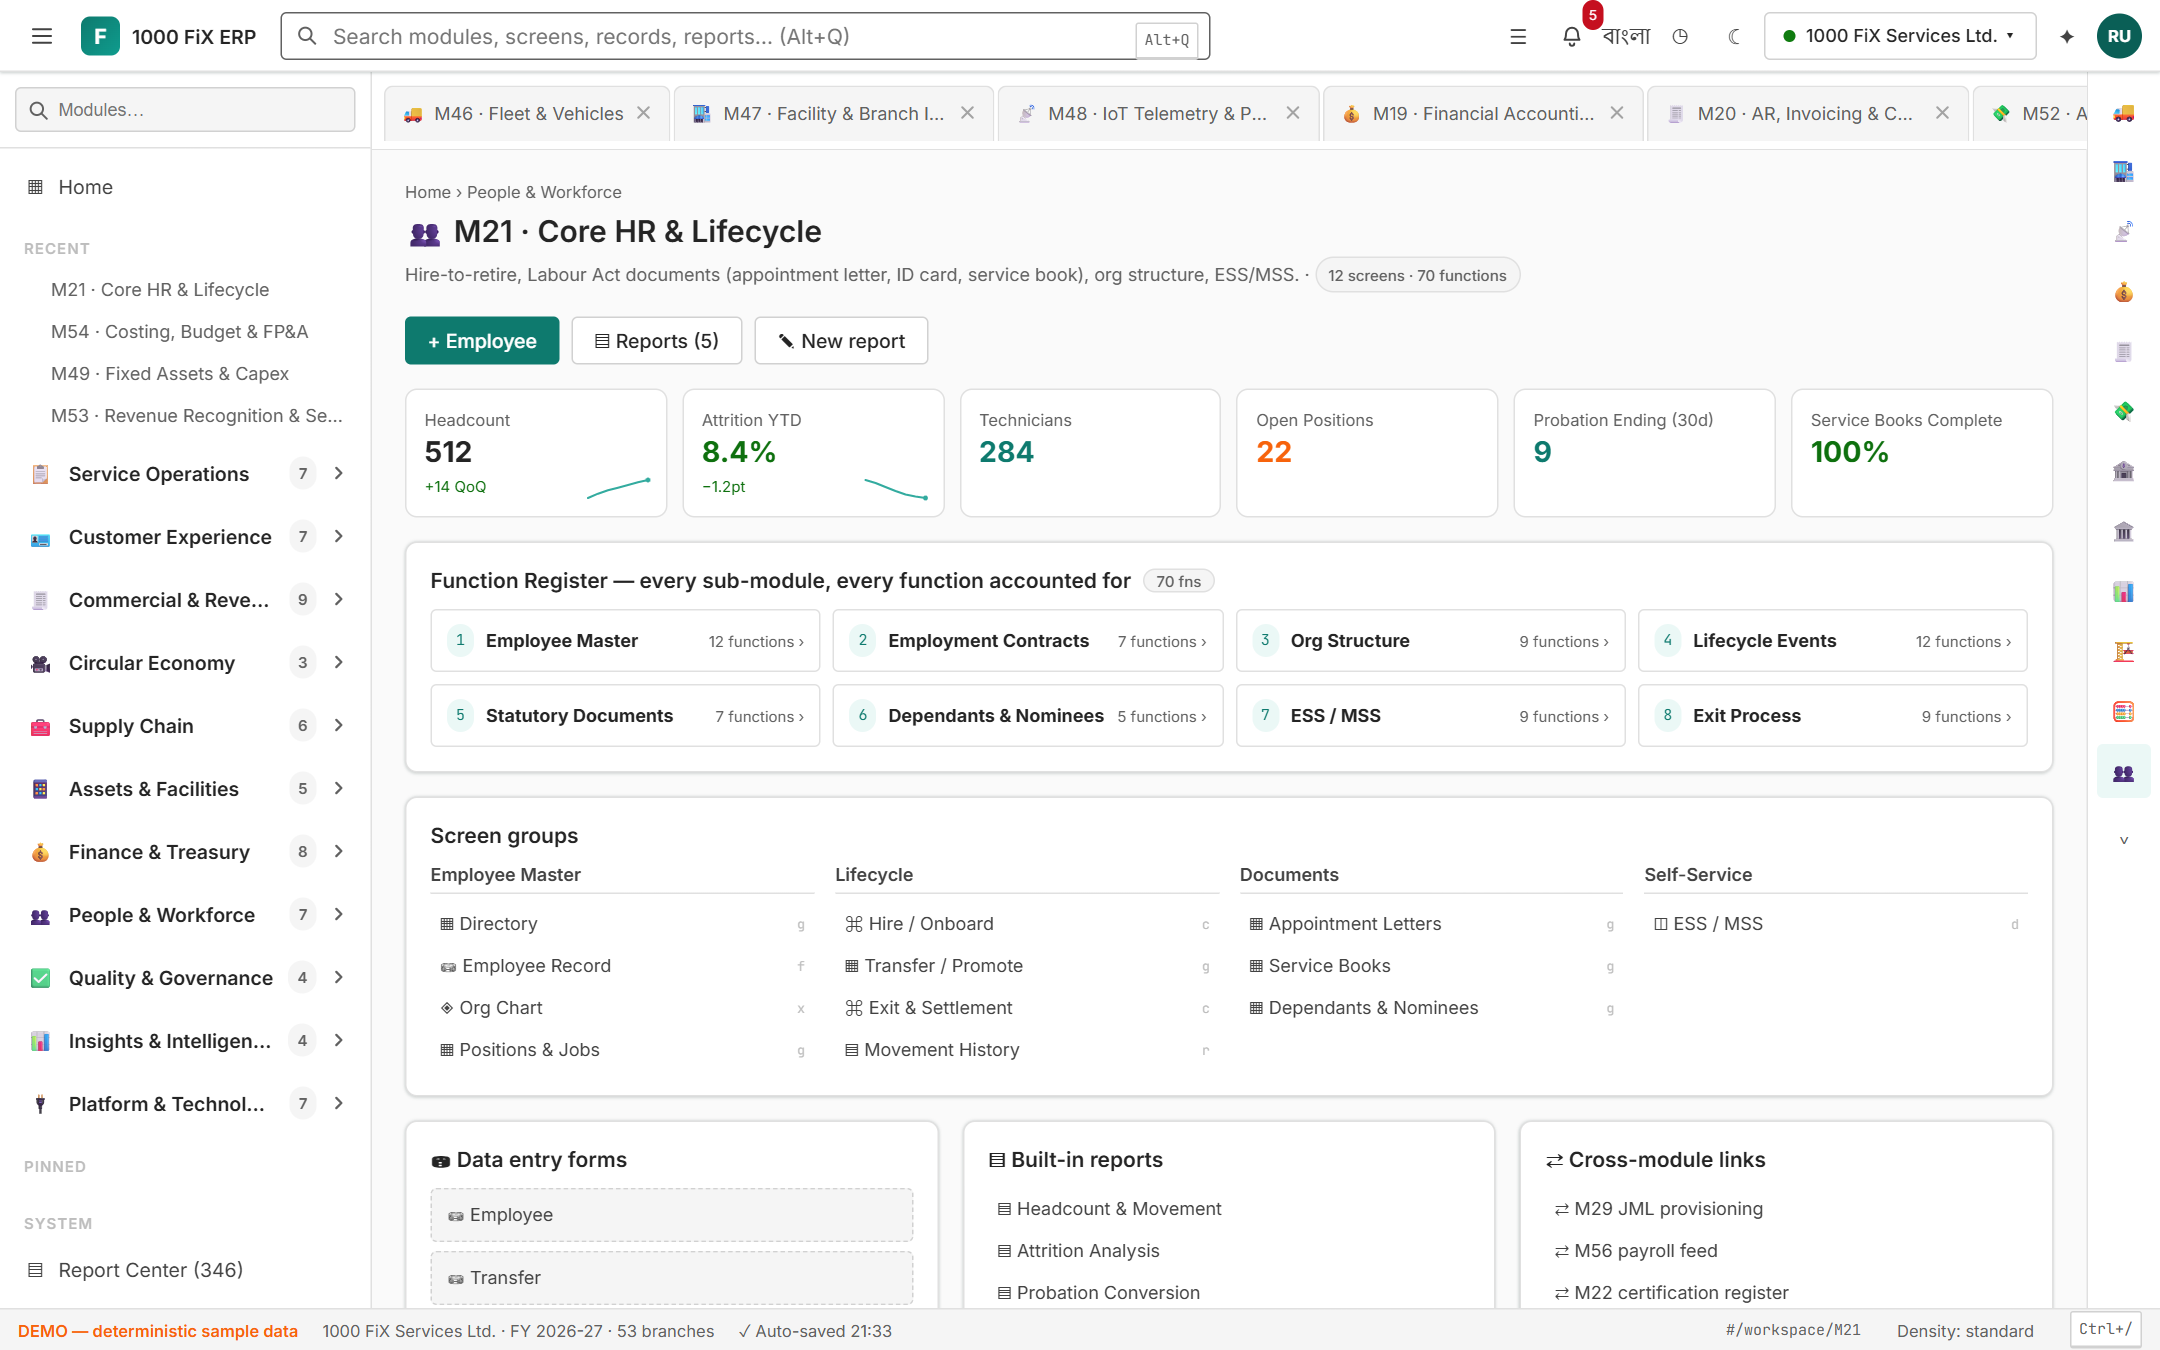 F 1000 FiX ERP
Search modules, screens, records, reports... (Alt+Q)
Alt+Q
5
বাংলা
1000 FiX Services Ltd.
RU
Modules...
Home
RECENT
M21 · Core HR & Lifecycle
M54 · Costing, Budget & FP&A
M49 · Fixed Assets & Capex
M53 · Revenue Recognition & Se...
Service Operations 7
Customer Experience 7
Commercial & Reve... 9
Circular Economy 3
Supply Chain 6
Assets & Facilities 5
Finance & Treasury 8
People & Workforce 7
Quality & Governance 4
Insights & Intelligen... 4
Platform & Technol... 7
PINNED
SYSTEM
Report Center (346)
M46 · Fleet & Vehicles
M47 · Facility & Branch I...
M48 · IoT Telemetry & P...
M19 · Financial Accounti...
M20 · AR, Invoicing & C...
M52 · A
Home › People & Workforce
M21 · Core HR & Lifecycle
Hire-to-retire, Labour Act documents (appointment letter, ID card, service book), org structure, ESS/MSS. · 12 screens · 70 functions
+ Employee
Reports (5)
New report
Headcount
512
+14 QoQ
Attrition YTD
8.4%
−1.2pt
Technicians
284
Open Positions
22
Probation Ending (30d)
9
Service Books Complete
100%
Function Register — every sub-module, every function accounted for 70 fns
1 Employee Master 12 functions ›
2 Employment Contracts 7 functions ›
3 Org Structure 9 functions ›
4 Lifecycle Events 12 functions ›
5 Statutory Documents 7 functions ›
6 Dependants & Nominees 5 functions ›
7 ESS / MSS 9 functions ›
8 Exit Process 9 functions ›
Screen groups
Employee Master
Directory g
Employee Record f
Org Chart x
Positions & Jobs g
Lifecycle
Hire / Onboard c
Transfer / Promote g
Exit & Settlement c
Movement History r
Documents
Appointment Letters g
Service Books g
Dependants & Nominees g
Self-Service
ESS / MSS d
Data entry forms
Employee
Transfer
Built-in reports
Headcount & Movement
Attrition Analysis
Probation Conversion
Cross-module links
M29 JML provisioning
M56 payroll feed
M22 certification register
DEMO — deterministic sample data
1000 FiX Services Ltd. · FY 2026-27 · 53 branches
✓ Auto-saved 21:33
#/workspace/M21
Density: standard
Ctrl+/